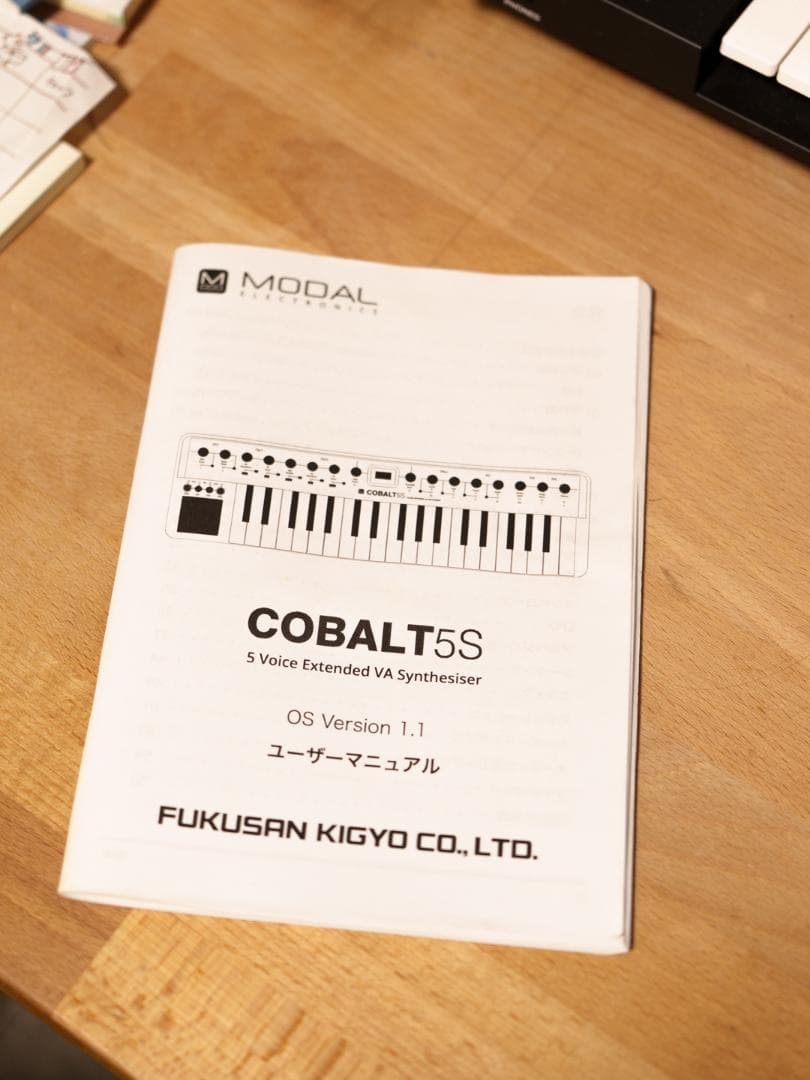 PHONES
MODAL
ELECTRONICS
COBALT5S
COBALT5S
5 Voice Extended VA Synthesiser
OS Version 1.1
ユーザーマニュアル
FUKUSAN KIGYO CO., LTD.